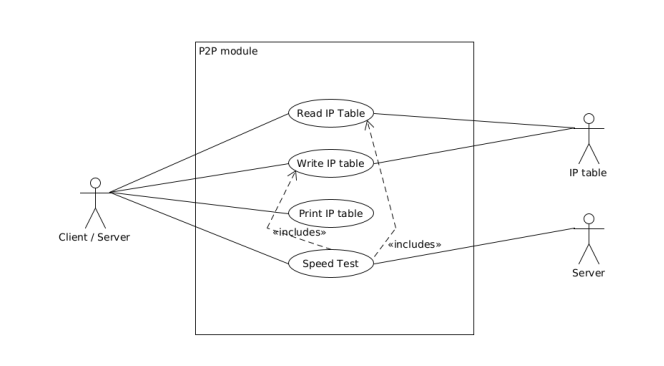 P2P module
Read IP Table
Write IP table
IP table
Print IP table
Client / Server
«includes»
«includes»
Speed Test
Server